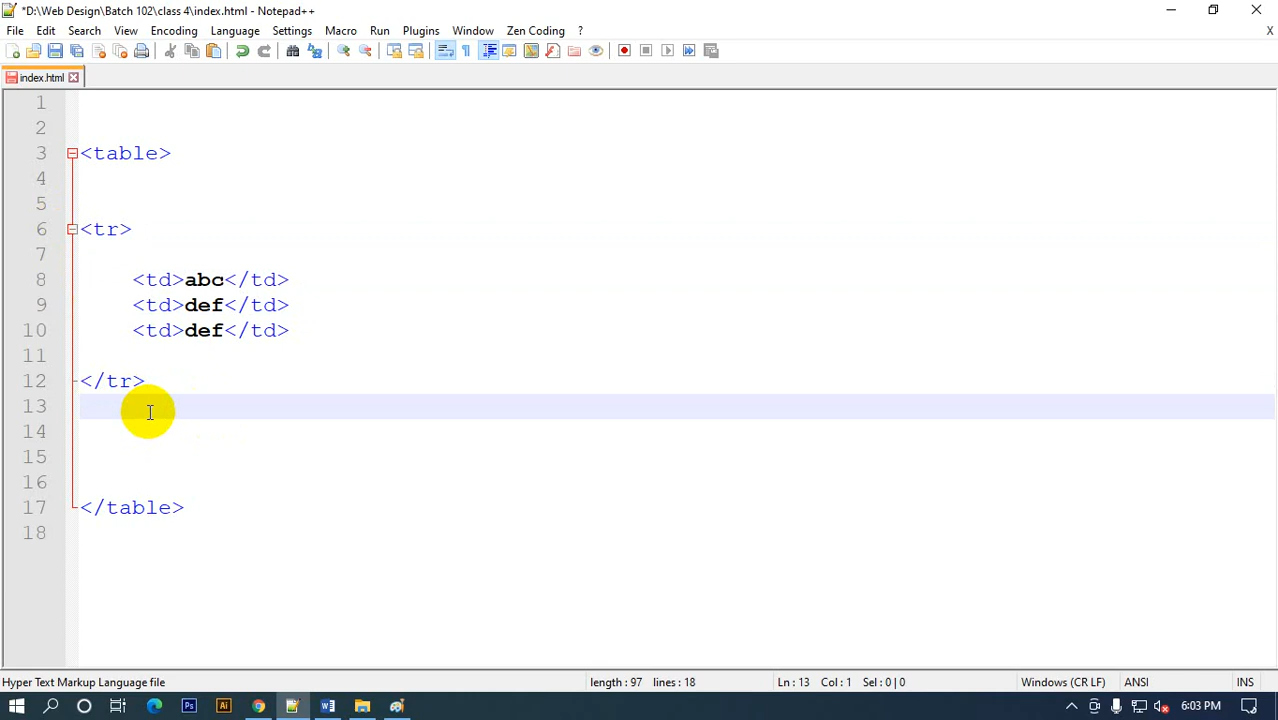 *D:\Web Design\Batch 102\class 4\index.html - Notepad++
File Edit Search View Encoding Language Settings Macro Run Plugins Window Zen Coding ? X
index.html
1
2
3 <table>
4
5
6 <tr>
7
8 <td>abc</td>
9 <td>def</td>
10 <td>def</td>
11
12 </tr>
13
14
15
16
17 </table>
18
Hyper Text Markup Language file length : 97 lines : 18 Ln : 13 Col : 1 Sel : 0 | 0 Windows (CR LF) ANSI INS
Ps Ai W 6:03 PM